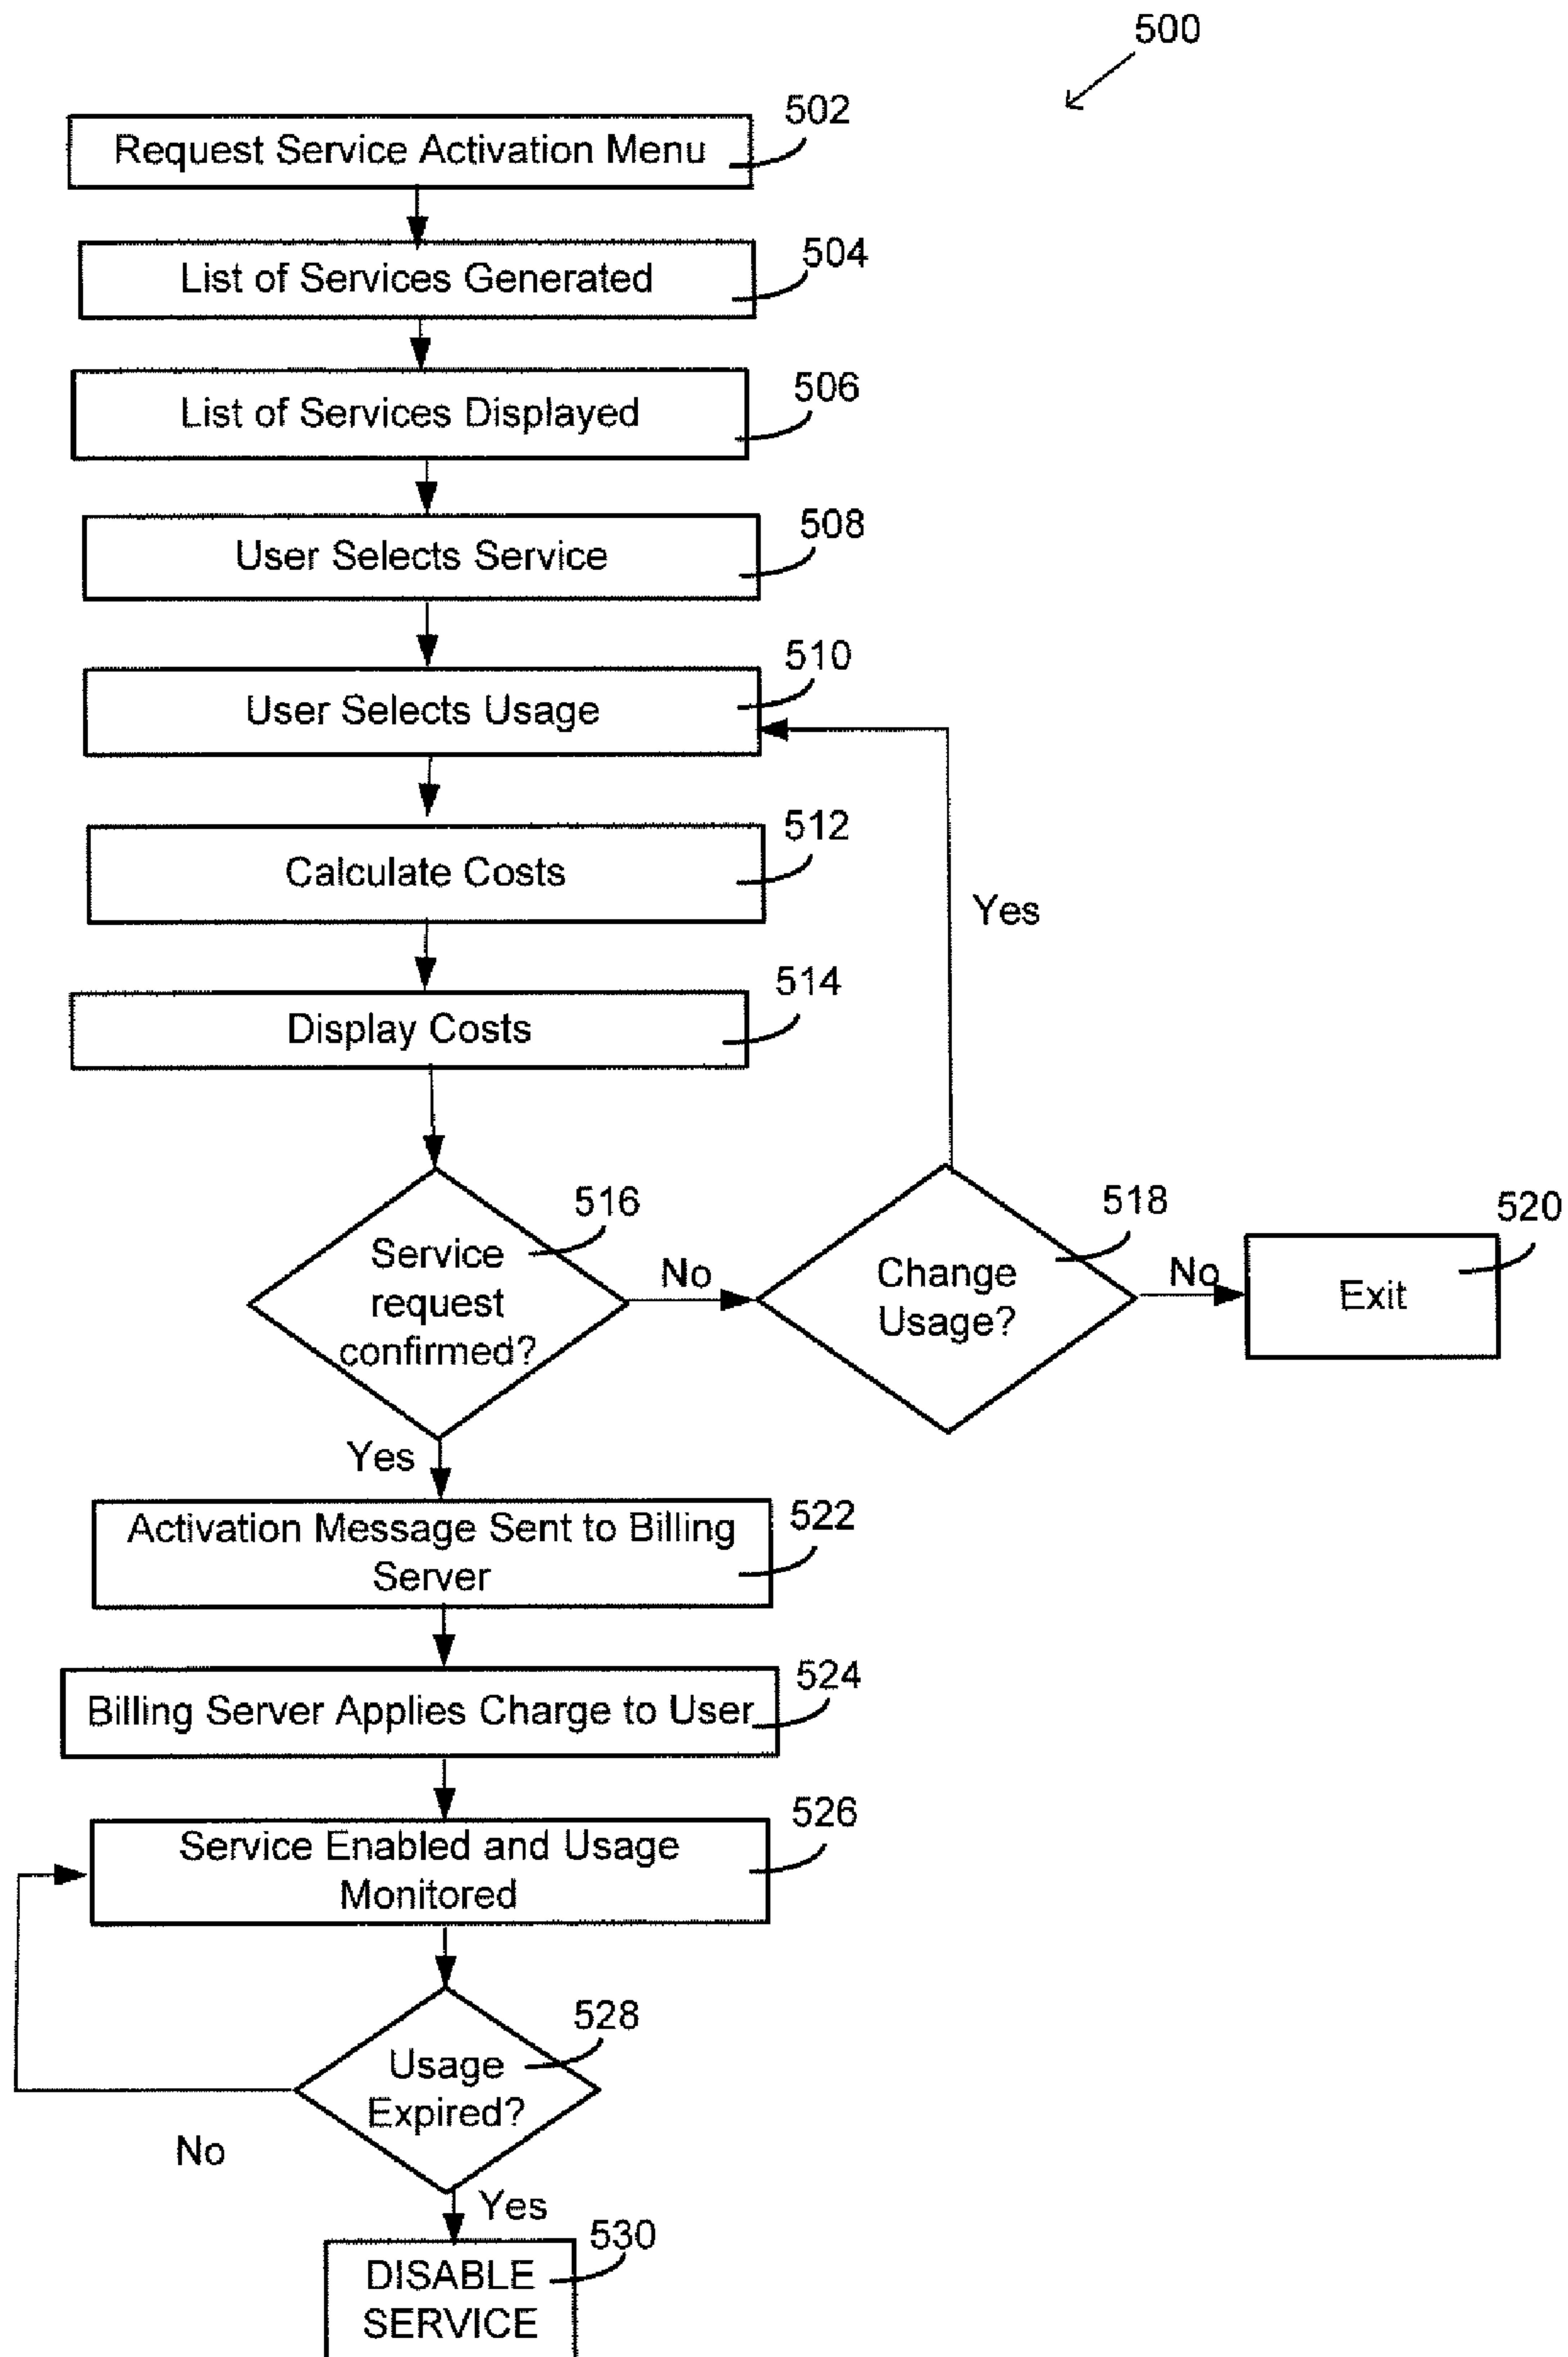 500
502
Request Service Activation Menu
504
List of Services Generated
506
List of Services Displayed
508
User Selects Service
510
User Selects Usage
512
Calculate Costs
Yes
514
Display Costs
516
Service
request
confirmed?
No
518
Change
Usage?
No
520
Exit
Yes
522
Activation Message Sent to Billing
Server
524
Billing Server Applies Charge to User
526
Service Enabled and Usage
Monitored
528
Usage
Expired?
No
Yes
530
DISABLE
SERVICE